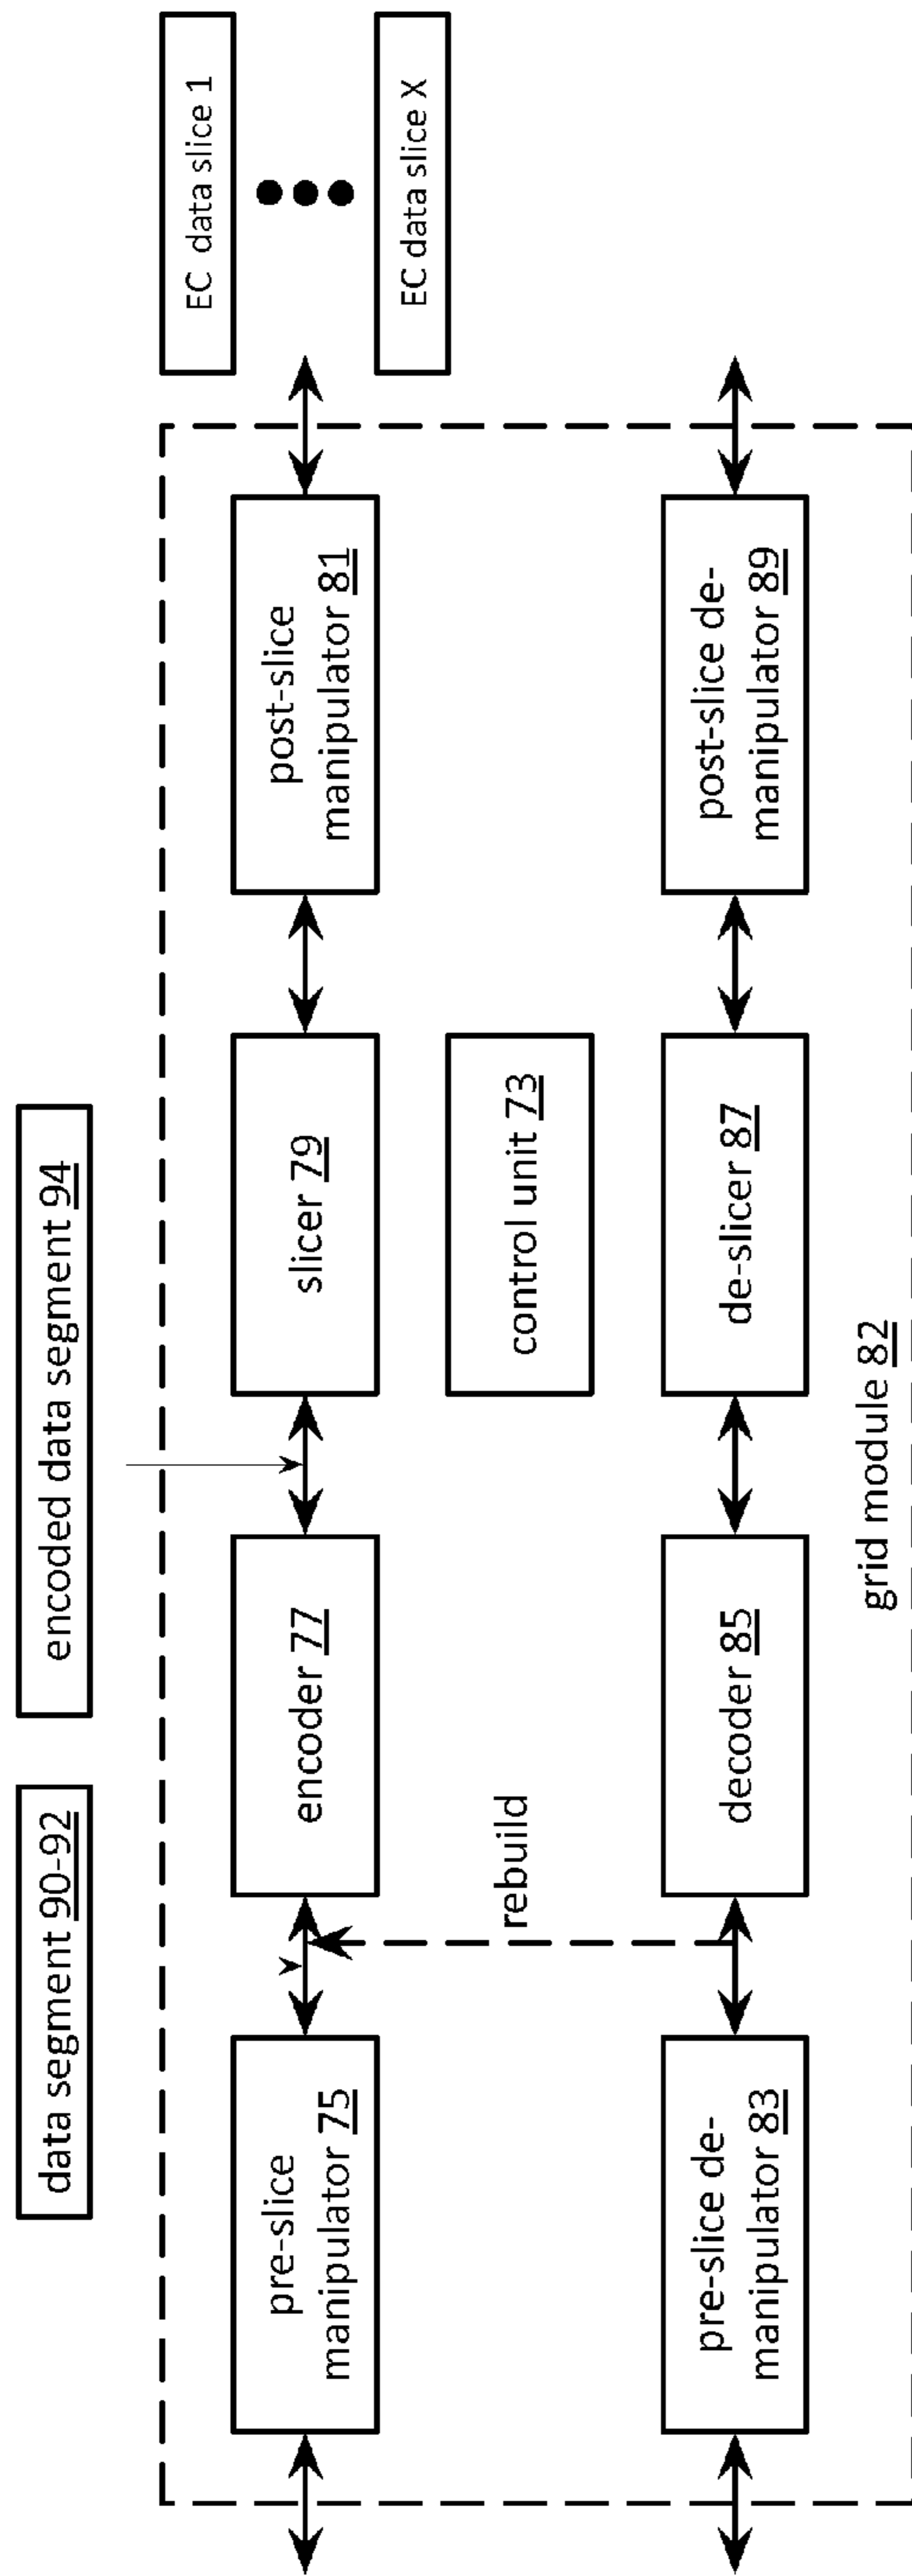 data segment 90-92
encoded data segment 94
EC data slice 1
EC data slice X
pre-slice
manipulator 75
encoder 77
slicer 79
post-slice
manipulator 81
rebuild
control unit 73
pre-slice de-
manipulator 83
decoder 85
de-slicer 87
post-slice de-
manipulator 89
grid module 82